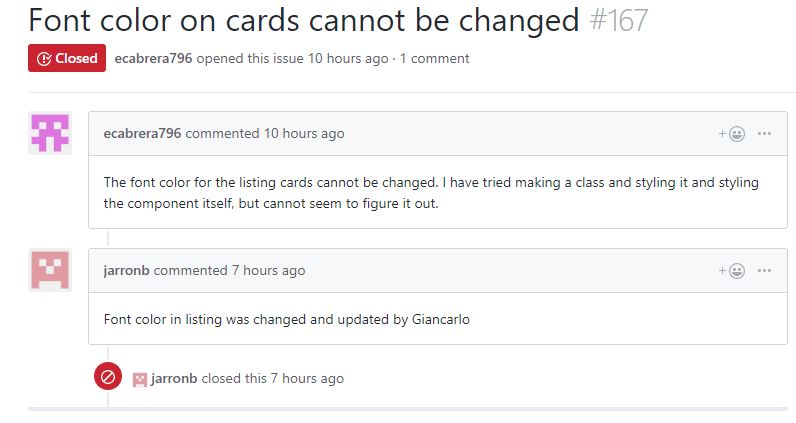 Font color on cards cannot be changed #167
Closed ecabrera796 opened this issue 10 hours ago · 1 comment
ecabrera796 commented 10 hours ago
The font color for the listing cards cannot be changed. I have tried making a class and styling it and styling
the component itself, but cannot seem to figure it out.
jarronb commented 7 hours ago
Font color in listing was changed and updated by Giancarlo
jarronb closed this 7 hours ago